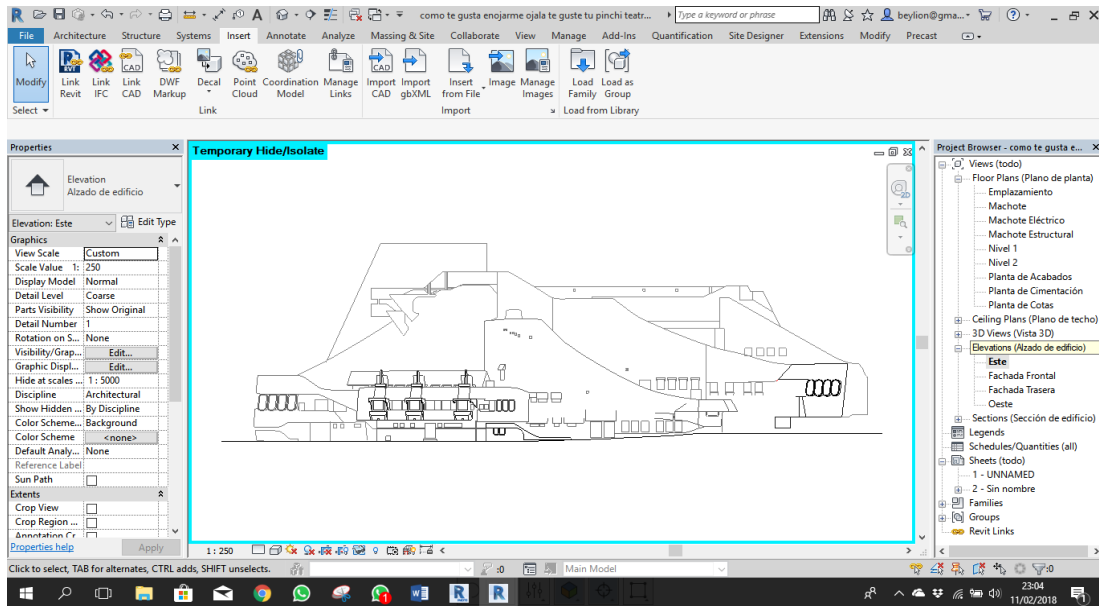 como te gusta enojarme ojala te guste tu pinchi teatr...
Type a keyword or phrase
beylion@gma...
File Architecture Structure Systems Insert Annotate Analyze Massing & Site Collaborate View Manage Add-Ins Quantification Site Designer Extensions Modify Precast
Modify
Link Revit
Link IFC
Link CAD
DWF Markup
Decal
Point Cloud
Coordination Model
Manage Links
Import CAD
Import gbXML
Insert from File
Image
Manage Images
Load Family
Load as Group
Select
Link
Import
Load from Library
Properties
Elevation
Alzado de edificio
Elevation: Este
Edit Type
Graphics
View Scale Custom
Scale Value 1: 250
Display Model Normal
Detail Level Coarse
Parts Visibility Show Original
Detail Number 1
Rotation on S... None
Visibility/Grap... Edit...
Graphic Displ... Edit...
Hide at scales ... 1 : 5000
Discipline Architectural
Show Hidden ... By Discipline
Color Scheme... Background
Color Scheme <none>
Default Analy... None
Reference Label
Sun Path
Extents
Crop View
Crop Region ...
Annotation Cr...
Properties help
Apply
Temporary Hide/Isolate
2D
1 : 250
Project Browser - como te gusta e...
Views (todo)
Floor Plans (Plano de planta)
Emplazamiento
Machote
Machote Eléctrico
Machote Estructural
Nivel 1
Nivel 2
Planta de Acabados
Planta de Cimentación
Planta de Cotas
Ceiling Plans (Plano de techo)
3D Views (Vista 3D)
Elevations (Alzado de edificio)
Este
Fachada Frontal
Fachada Trasera
Oeste
Sections (Sección de edificio)
Legends
Schedules/Quantities (all)
Sheets (todo)
1 - UNNAMED
2 - Sin nombre
Families
Groups
Revit Links
Click to select, TAB for alternates, CTRL adds, SHIFT unselects.
:0
Main Model
:0
23:04
11/02/2018